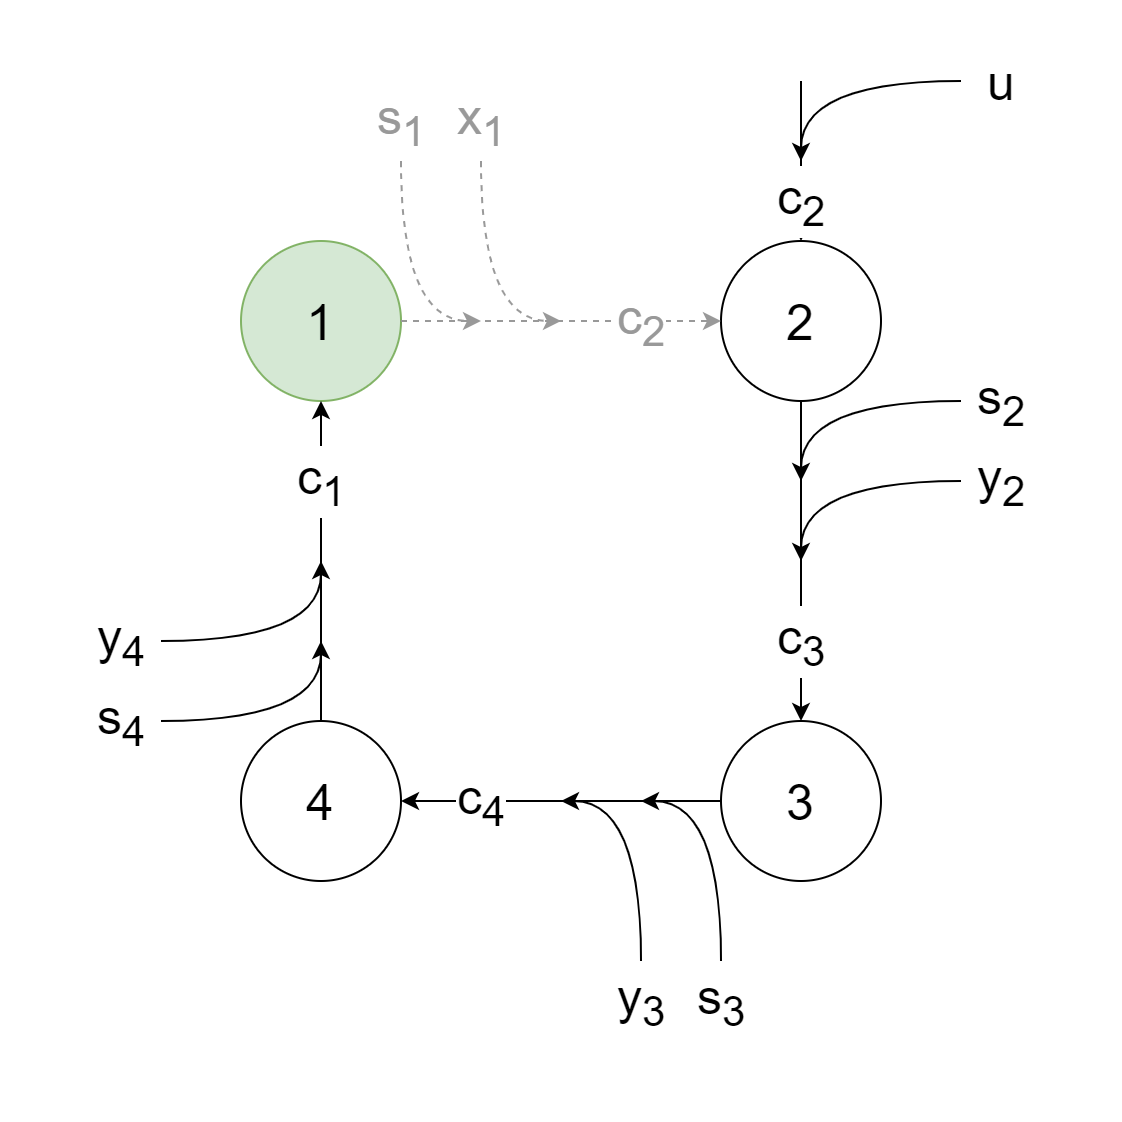 u
s₁ x₁
c₂
1
c₂
2
s₂
c₁
y₂
y₄
c₃
s₄
4
c₄
3
y₃ s₃